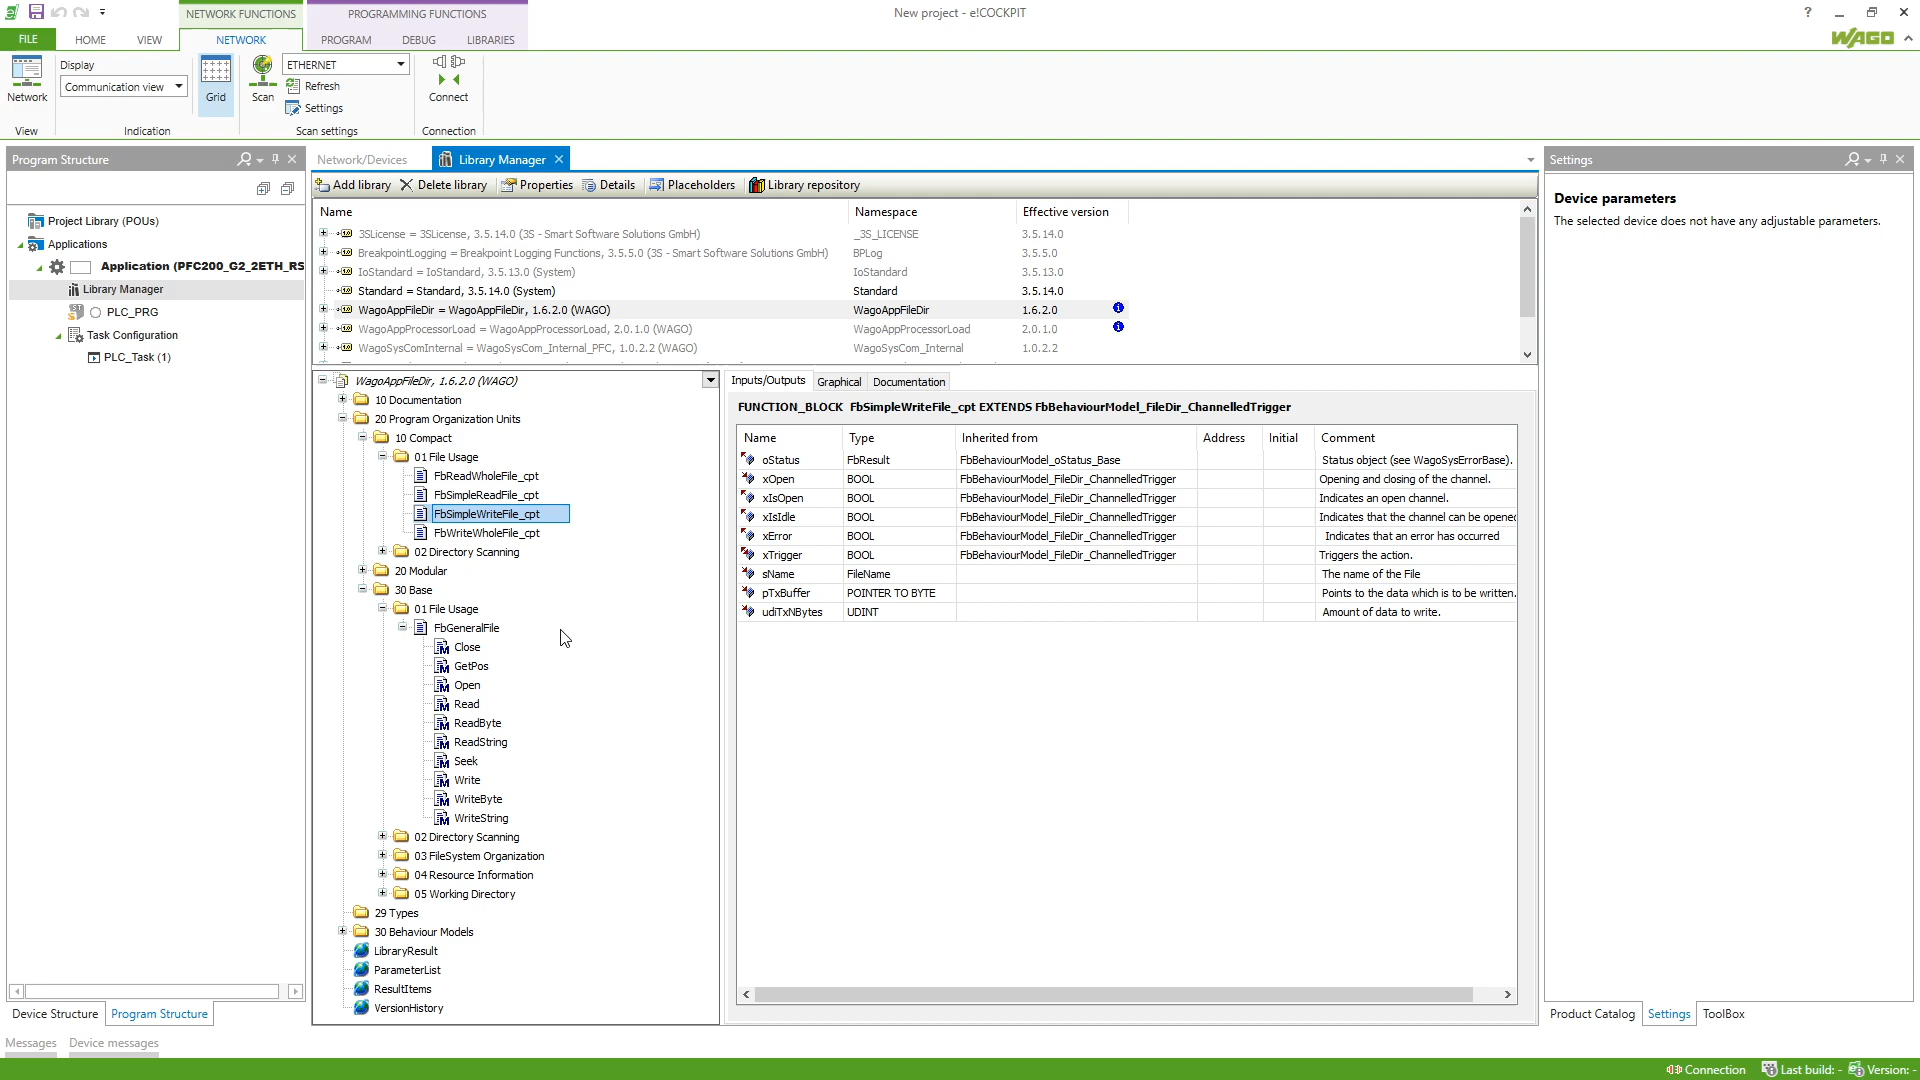 NETWORK FUNCTIONS
PROGRAMMING FUNCTIONS
New project - e!COCKPIT
?
FILE
HOME
VIEW
NETWORK
PROGRAM
DEBUG
LIBRARIES
WAGO
Network
View
Display
Communication view
Indication
Grid
Scan
ETHERNET
Refresh
Settings
Scan settings
Connect
Connection
Program Structure
Project Library (POUs)
Applications
Application (PFC200_G2_2ETH_RS
Library Manager
PLC_PRG
Task Configuration
PLC_Task (1)
Device Structure
Program Structure
Network/Devices
Library Manager
Add library
Delete library
Properties
Details
Placeholders
Library repository
Name Namespace Effective version
3SLicense = 3SLicense, 3.5.14.0 (3S - Smart Software Solutions GmbH) _3S_LICENSE 3.5.14.0
BreakpointLogging = Breakpoint Logging Functions, 3.5.5.0 (3S - Smart Software Solutions GmbH) BPLog 3.5.5.0
IoStandard = IoStandard, 3.5.13.0 (System) IoStandard 3.5.13.0
Standard = Standard, 3.5.14.0 (System) Standard 3.5.14.0
WagoAppFileDir = WagoAppFileDir, 1.6.2.0 (WAGO) WagoAppFileDir 1.6.2.0
WagoAppProcessorLoad = WagoAppProcessorLoad, 2.0.1.0 (WAGO) WagoAppProcessorLoad 2.0.1.0
WagoSysComInternal = WagoSysCom_Internal_PFC, 1.0.2.2 (WAGO) WagoSysCom_Internal 1.0.2.2
WagoAppFileDir, 1.6.2.0 (WAGO)
10 Documentation
20 Program Organization Units
10 Compact
01 File Usage
FbReadWholeFile_cpt
FbSimpleReadFile_cpt
FbSimpleWriteFile_cpt
FbWriteWholeFile_cpt
02 Directory Scanning
20 Modular
30 Base
01 File Usage
FbGeneralFile
Close
GetPos
Open
Read
ReadByte
ReadString
Seek
Write
WriteByte
WriteString
02 Directory Scanning
03 FileSystem Organization
04 Resource Information
05 Working Directory
29 Types
30 Behaviour Models
LibraryResult
ParameterList
ResultItems
VersionHistory
Inputs/Outputs
Graphical
Documentation
FUNCTION_BLOCK FbSimpleWriteFile_cpt EXTENDS FbBehaviourModel_FileDir_ChannelledTrigger
Name Type Inherited from Address Initial Comment
oStatus FbResult FbBehaviourModel_oStatus_Base Status object (see WagoSysErrorBase).
xOpen BOOL FbBehaviourModel_FileDir_ChannelledTrigger Opening and closing of the channel.
xIsOpen BOOL FbBehaviourModel_FileDir_ChannelledTrigger Indicates an open channel.
xIsIdle BOOL FbBehaviourModel_FileDir_ChannelledTrigger Indicates that the channel can be opened
xError BOOL FbBehaviourModel_FileDir_ChannelledTrigger Indicates that an error has occurred
xTrigger BOOL FbBehaviourModel_FileDir_ChannelledTrigger Triggers the action.
sName FileName The name of the File
pTxBuffer POINTER TO BYTE Points to the data which is to be written.
udiTxNBytes UDINT Amount of data to write.
Settings
Device parameters
The selected device does not have any adjustable parameters.
Product Catalog
Settings
ToolBox
Messages
Device messages
Connection
Last build: -
Version: -